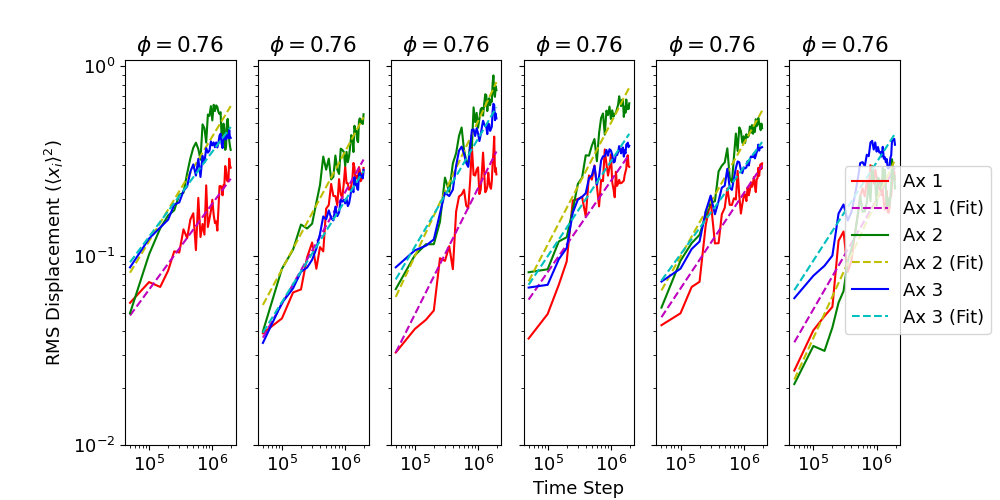 ϕ = 0.76 ϕ = 0.76 ϕ = 0.76 ϕ = 0.76 ϕ = 0.76 ϕ = 0.76
RMS Displacement (⟨x_i⟩²)
10⁰
10⁻¹
10⁻²
Ax 1
Ax 1 (Fit)
Ax 2
Ax 2 (Fit)
Ax 3
Ax 3 (Fit)
10⁵ 10⁶ 10⁵ 10⁶ 10⁵ 10⁶ 10⁵ 10⁶ 10⁵ 10⁶ 10⁵ 10⁶
Time Step